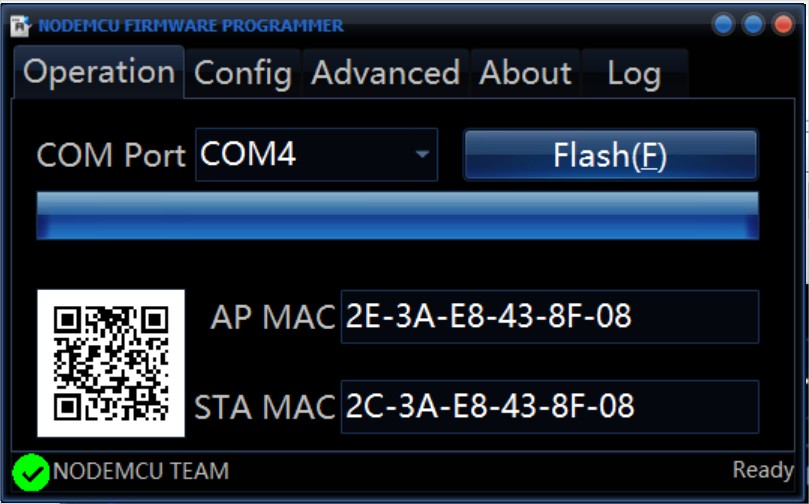 NODEMCU FIRMWARE PROGRAMMER
Operation Config Advanced About Log
COM Port COM4 Flash(F)
AP MAC 2E-3A-E8-43-8F-08
STA MAC 2C-3A-E8-43-8F-08
NODEMCU TEAM Ready